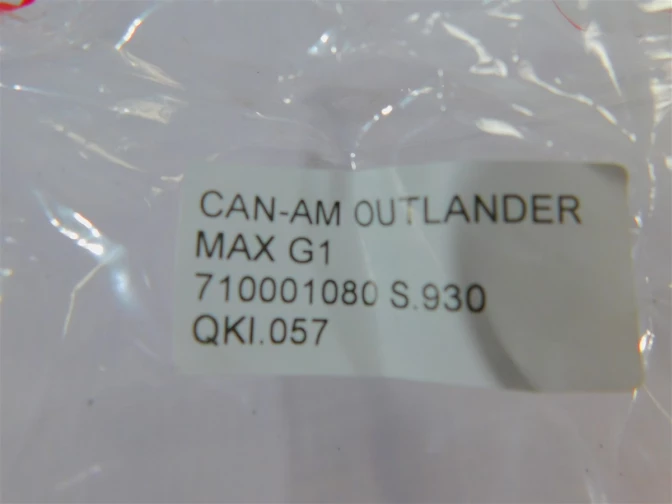 CAN-AM OUTLANDER
MAX G1
710001080 S.930
QKI.057